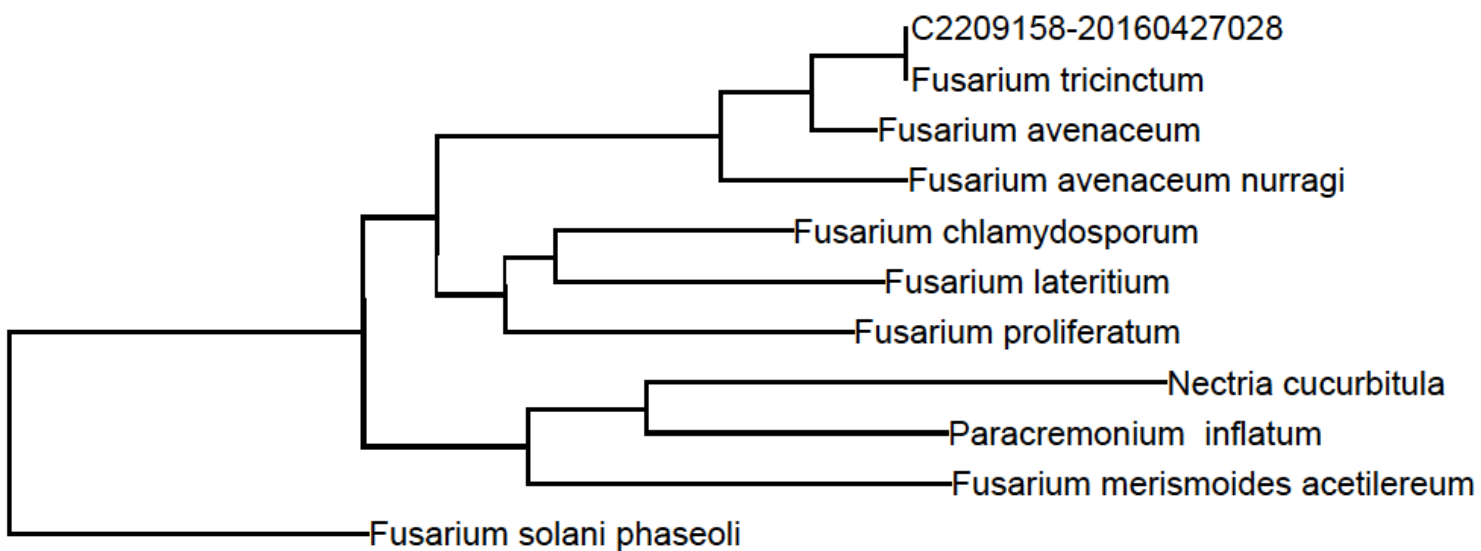 C2209158-20160427028
Fusarium tricinctum
Fusarium avenaceum
Fusarium avenaceum nurragi
Fusarium chlamydosporum
Fusarium lateritium
Fusarium proliferatum
Nectria cucurbitula
Paracremonium  inflatum
Fusarium merismoides acetilereum
Fusarium solani phaseoli